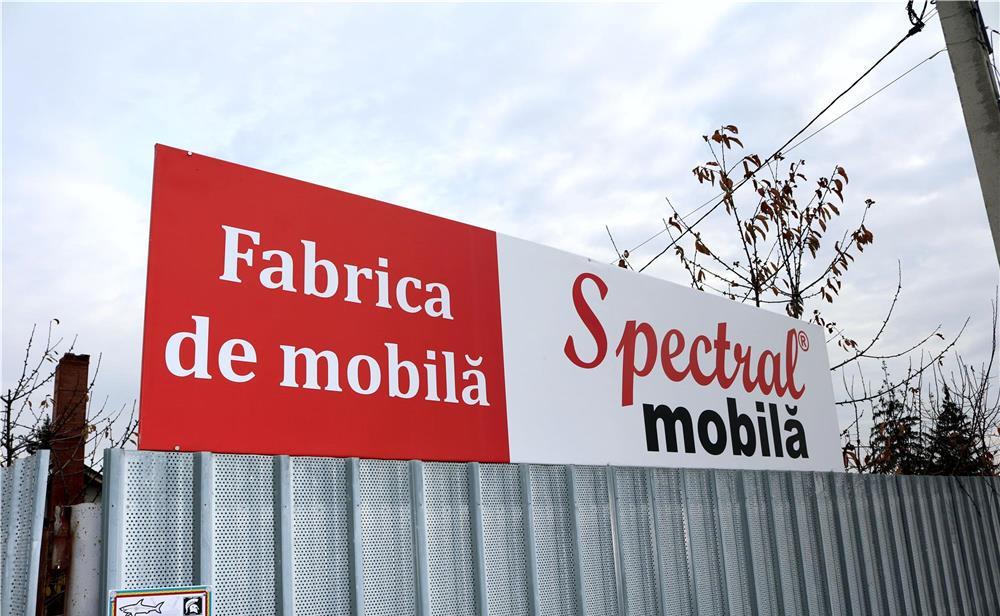 Fabrica
de mobilă
Spectral®
mobilă